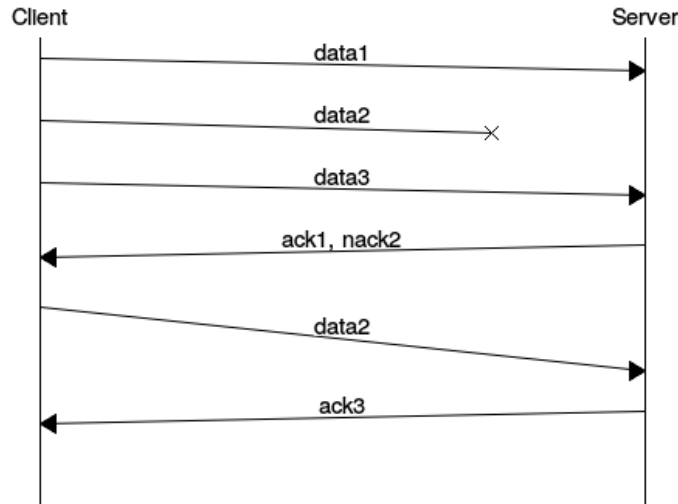 Client Server
data1
data2
data3
ack1, nack2
data2
ack3